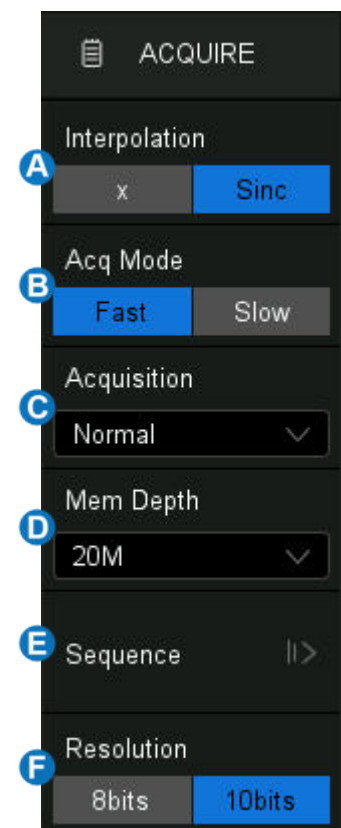 ACQUIRE
Interpolation
A
x Sinc
Acq Mode
B
Fast Slow
Acquisition
C
Normal
Mem Depth
D
20M
E
Sequence
Resolution
F
8bits 10bits